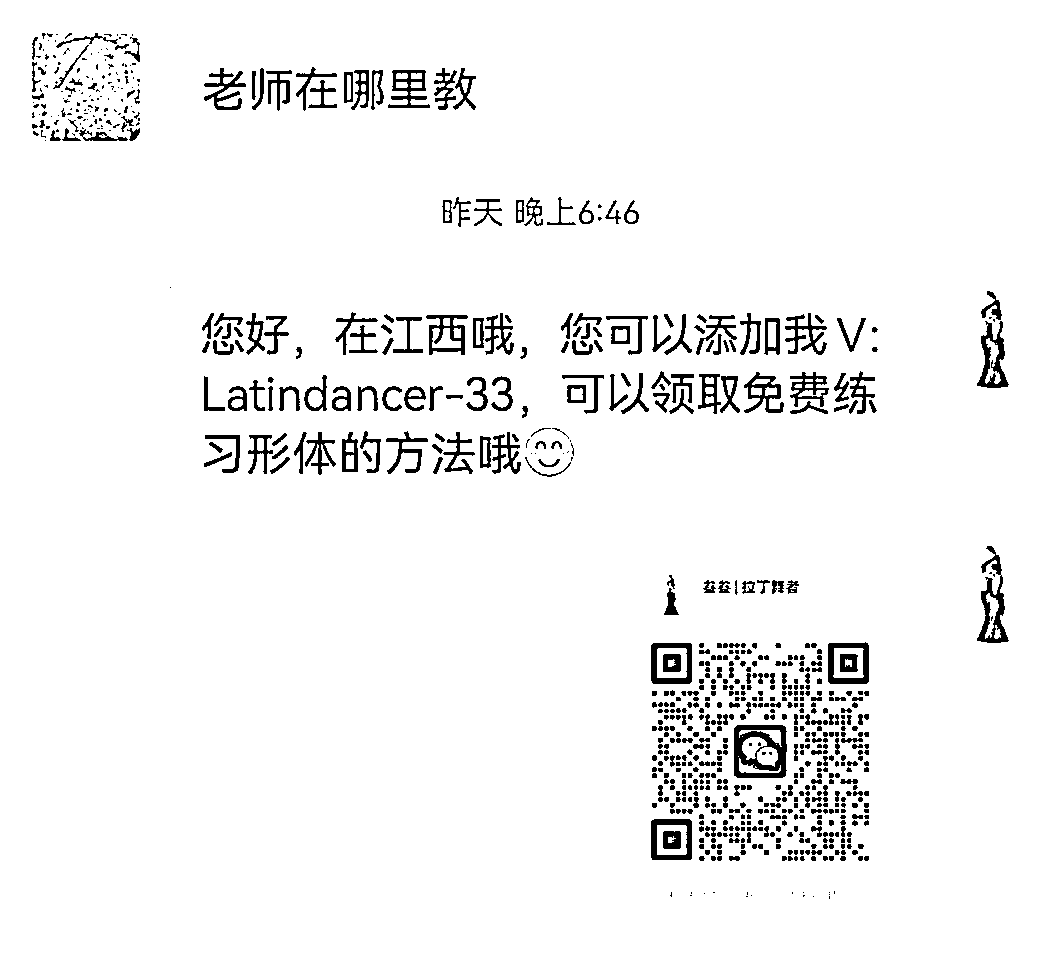 老师在哪里教
昨天 晚上6:46
您好，在江西哦，您可以添加我 V:
Latindancer-33，可以领取免费练
习形体的方法哦😊
益益|拉丁舞者